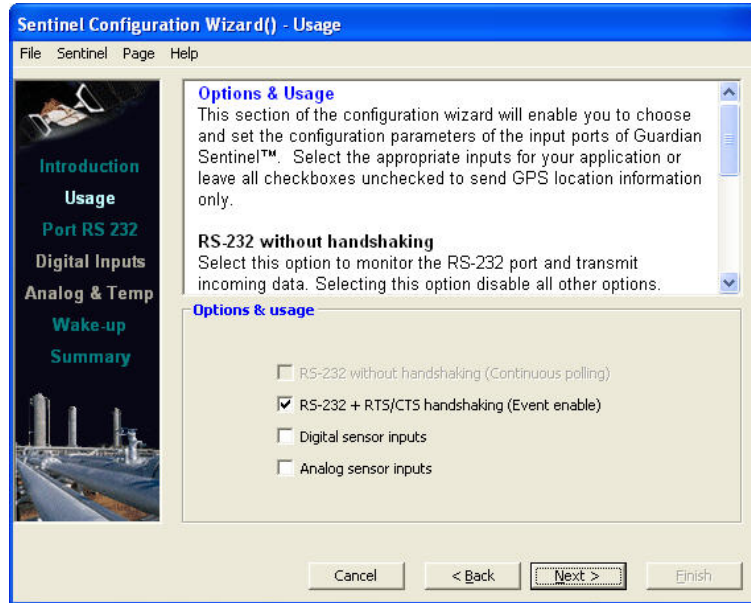 Sentinel Configuration Wizard() - Usage
File Sentinel Page Help
Introduction
Usage
Port RS 232
Digital Inputs
Analog & Temp
Wake-up
Summary
Options & Usage
This section of the configuration wizard will enable you to choose
and set the configuration parameters of the input ports of Guardian
Sentinel™. Select the appropriate inputs for your application or
leave all checkboxes unchecked to send GPS location information
only.
RS-232 without handshaking
Select this option to monitor the RS-232 port and transmit
incoming data. Selecting this option disable all other options.
Options & usage
RS-232 without handshaking (Continuous polling)
RS-232 + RTS/CTS handshaking (Event enable)
Digital sensor inputs
Analog sensor inputs
Cancel
< Back
Next >
Finish